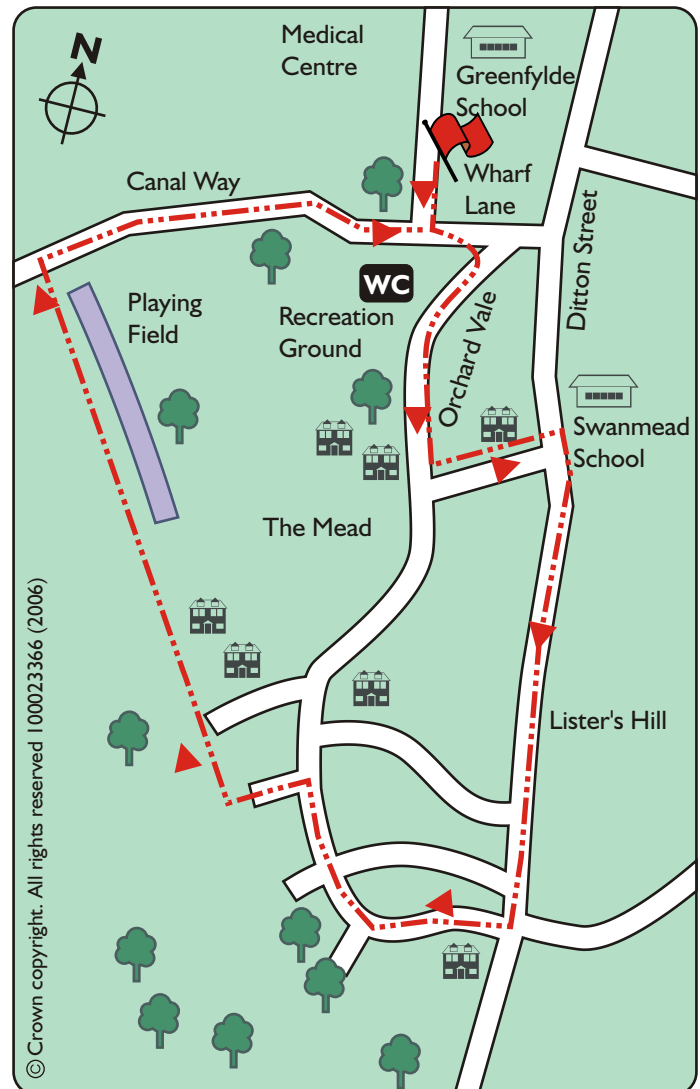 N
Medical
Centre
Greenfylde
School
Wharf
Lane
Canal Way
Ditton Street
WC
Playing
Field
Recreation
Ground
Orchard Vale
Swanmead
School
The Mead
Lister's Hill
© Crown copyright. All rights reserved 100023366 (2006)